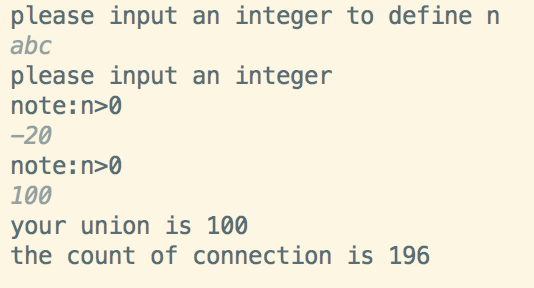 please input an integer to define n
abc
please input an integer
note:n>0
-20
note:n>0
100
your union is 100
the count of connection is 196